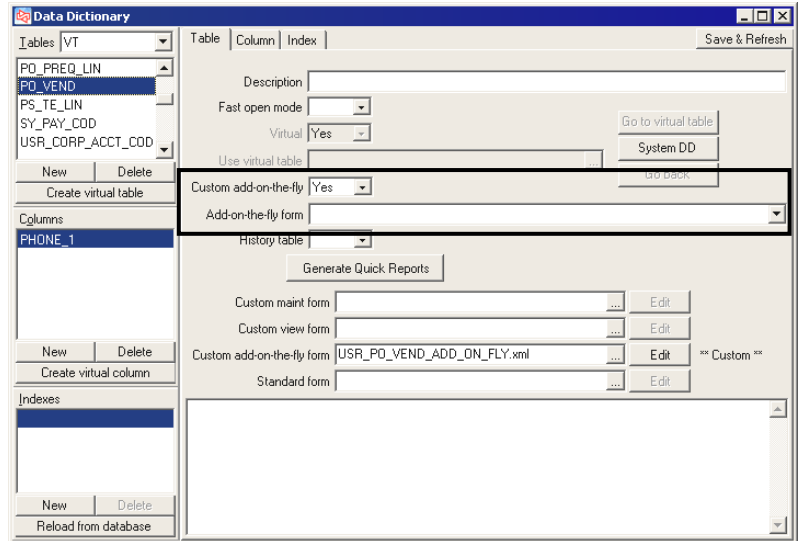 Data Dictionary
Tables VT
PO_PREQ_LIN
PO_VEND
PS_TE_LIN
SY_PAY_COD
USR_CORP_ACCT_COD
New Delete
Create virtual table
Columns
PHONE_1
New Delete
Create virtual column
Indexes
New Delete
Reload from database
Table Column Index Save & Refresh
Description
Fast open mode
Virtual Yes
Go to virtual table
System DD
Use virtual table ...
Go back
Custom add-on-the-fly Yes
Add-on-the-fly form
History table
Generate Quick Reports
Custom maint form ... Edit
Custom view form ... Edit
Custom add-on-the-fly form USR_PO_VEND_ADD_ON_FLY.xml ... Edit ** Custom **
Standard form ... Edit